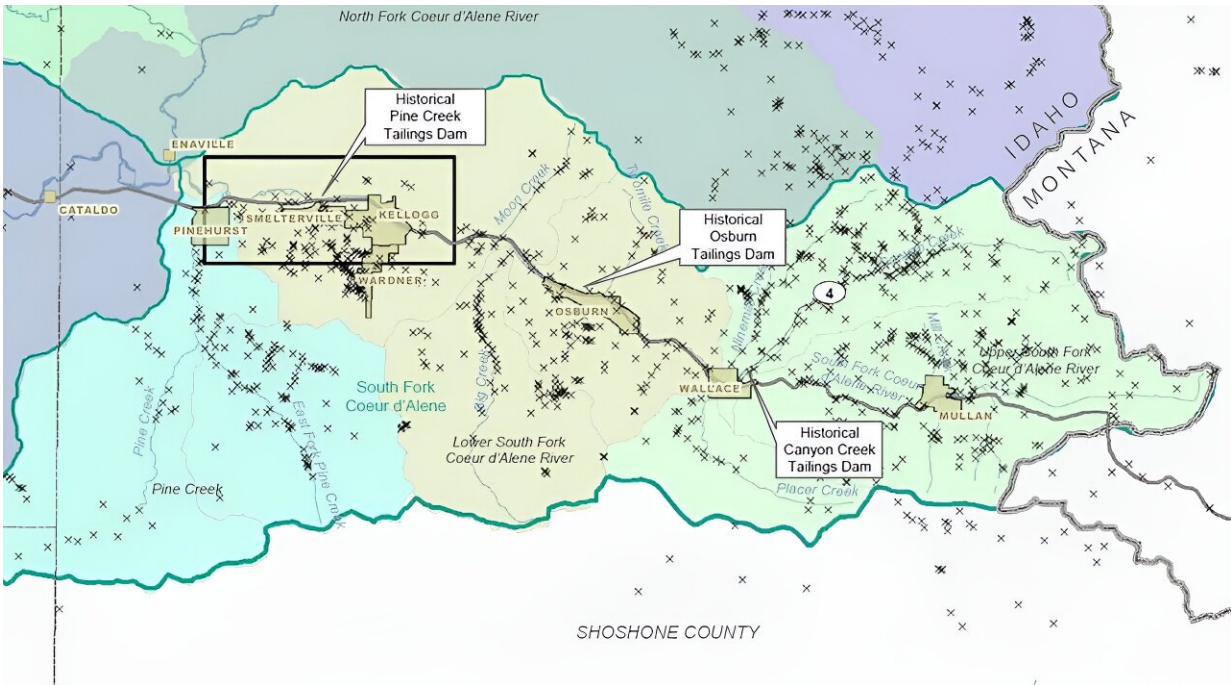 North Fork Coeur d'Alene River
Historical
Pine Creek
Tailings Dam
IDAHO
MONTANA
ENAVILLE
CATALDO
PINEHURST
SMELTERVILLE
KELLOGG
WARDNER
Moon Creek
Historical
Osburn
Tailings Dam
OSBURN
4
WALLACE
South Fork Coeur
d'Alene River
Upper South Fork
Coeur d'Alene River
MULLAN
South Fork
Coeur d'Alene
Big Creek
Lower South Fork
Coeur d'Alene River
Pine Creek
East Fork Pine Creek
Pine Creek
Historical
Canyon Creek
Tailings Dam
Placer Creek
SHOSHONE COUNTY